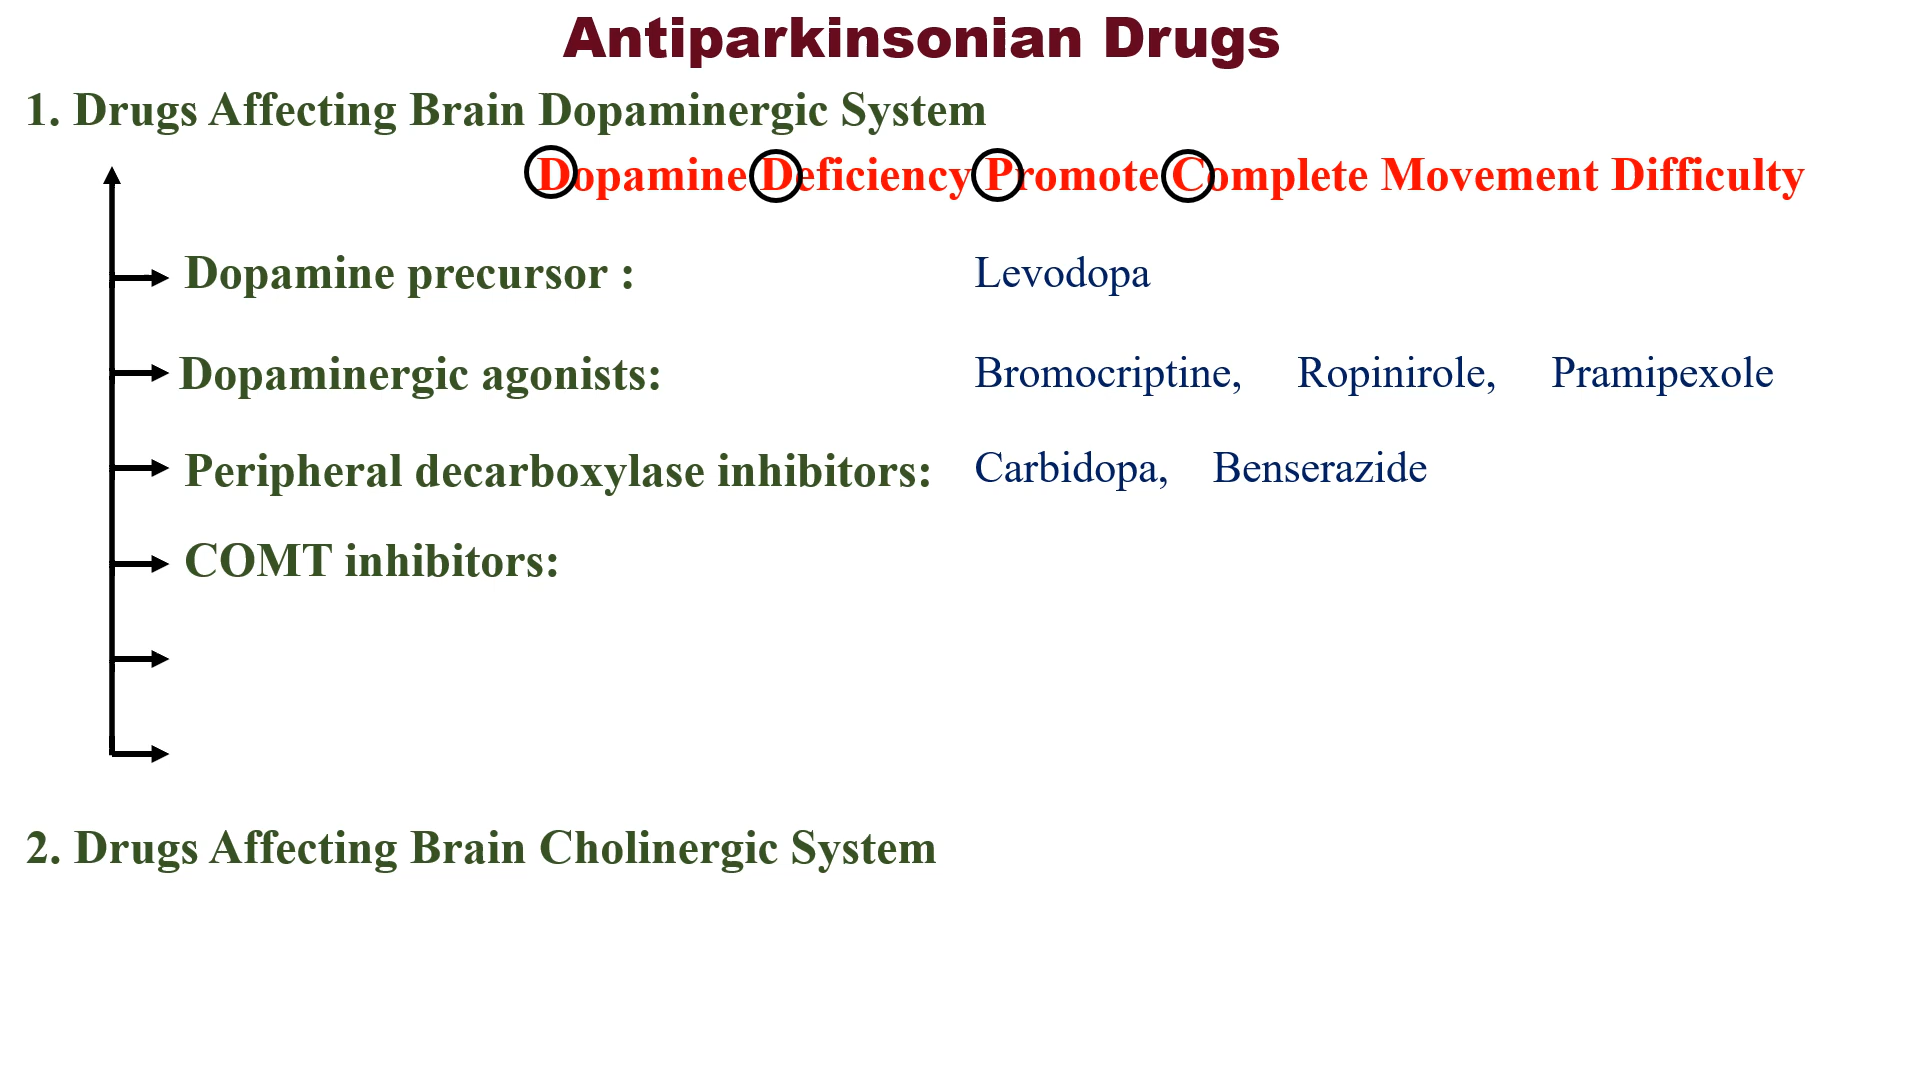 Antiparkinsonian Drugs
1. Drugs Affecting Brain Dopaminergic System
Dopamine Deficiency Promote Complete Movement Difficulty
Dopamine precursor : Levodopa
Dopaminergic agonists: Bromocriptine, Ropinirole, Pramipexole
Peripheral decarboxylase inhibitors: Carbidopa, Benserazide
COMT inhibitors:
2. Drugs Affecting Brain Cholinergic System